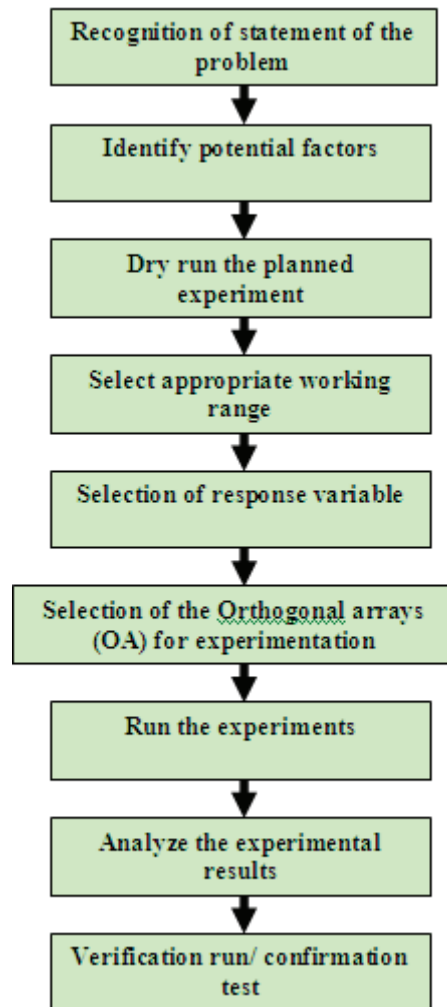 Recognition of statement of the
problem
Identify potential factors
Dry run the planned
experiment
Select appropriate working
range
Selection of response variable
Selection of the Orthogonal arrays
(OA) for experimentation
Run the experiments
Analyze the experimental
results
Verification run/ confirmation
test